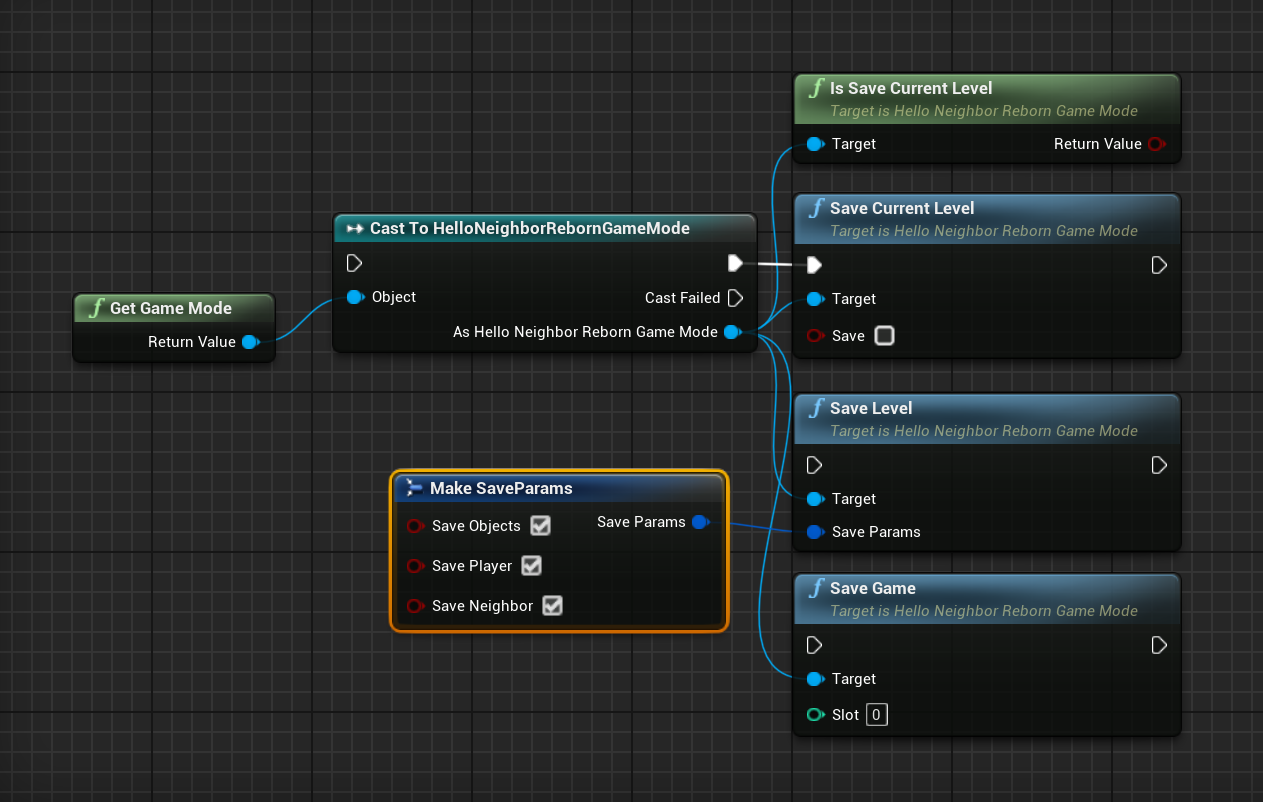 Is Save Current Level
Target is Hello Neighbor Reborn Game Mode
Target
Return Value
Save Current Level
Target is Hello Neighbor Reborn Game Mode
Target
Save
Cast To HelloNeighborRebornGameMode
Object
Cast Failed
As Hello Neighbor Reborn Game Mode
Get Game Mode
Return Value
Save Level
Target is Hello Neighbor Reborn Game Mode
Target
Save Params
Make SaveParams
Save Objects
Save Params
Save Player
Save Neighbor
Save Game
Target is Hello Neighbor Reborn Game Mode
Target
Slot 0